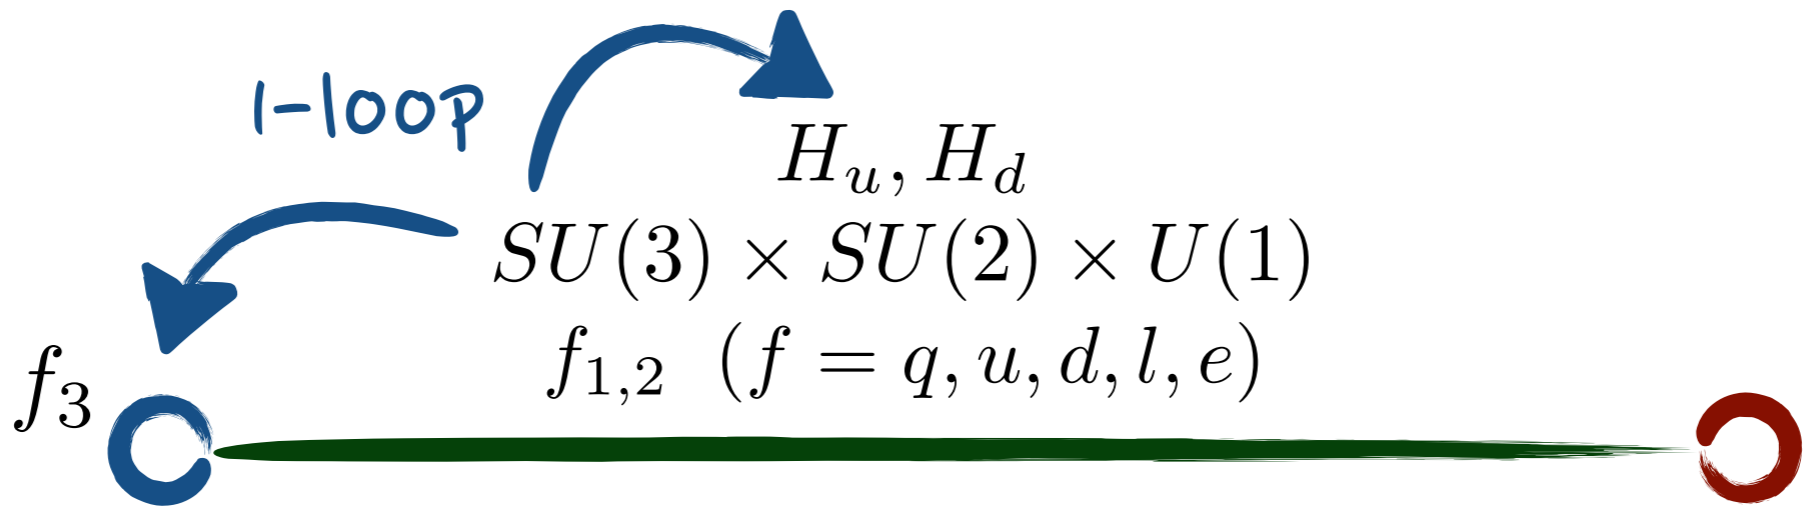 1-loop
H_u, H_d
SU(3) × SU(2) × U(1)
f_{1,2} (f = q, u, d, l, e)
f_3